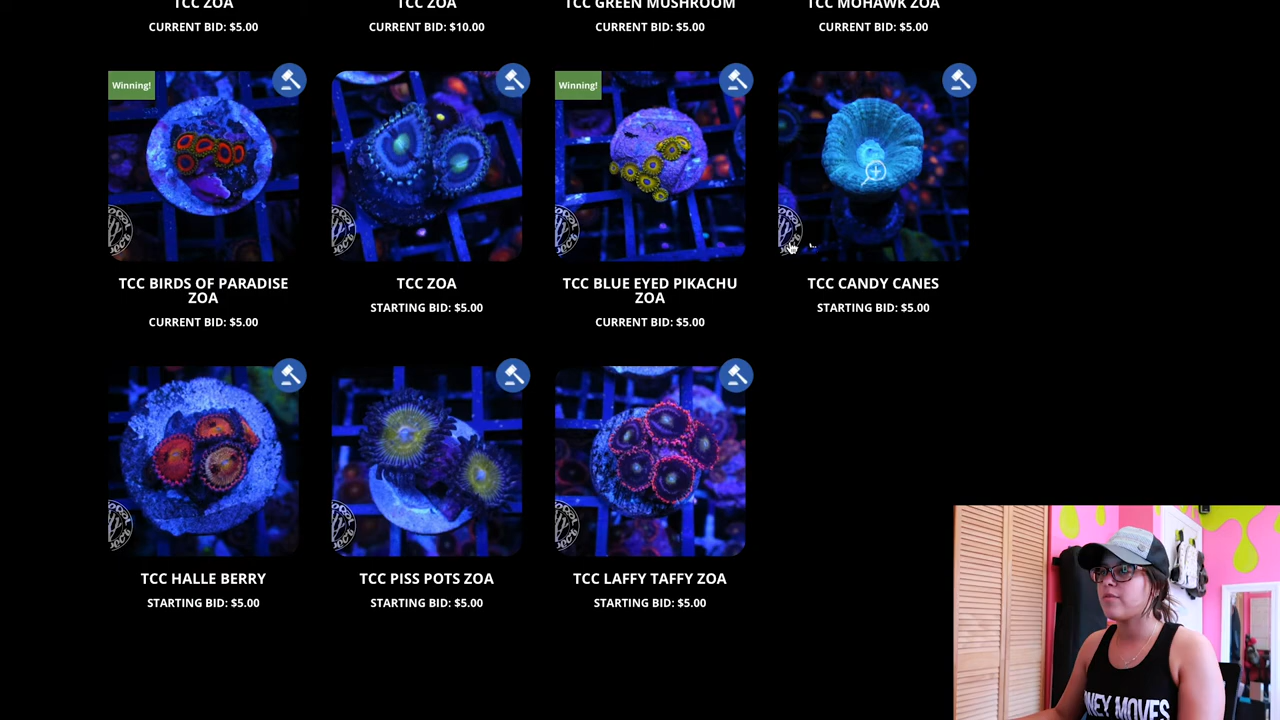 TCC ZOA
TCC ZOA
TCC GREEN MUSHROOM
TCC MOHAWK ZOA
CURRENT BID: $5.00
CURRENT BID: $10.00
CURRENT BID: $5.00
CURRENT BID: $5.00
Winning!
Winning!
TCC BIRDS OF PARADISE
ZOA
CURRENT BID: $5.00
TCC ZOA
STARTING BID: $5.00
TCC BLUE EYED PIKACHU
ZOA
CURRENT BID: $5.00
TCC CANDY CANES
STARTING BID: $5.00
TCC HALLE BERRY
STARTING BID: $5.00
TCC PISS POTS ZOA
STARTING BID: $5.00
TCC LAFFY TAFFY ZOA
STARTING BID: $5.00
MOVES